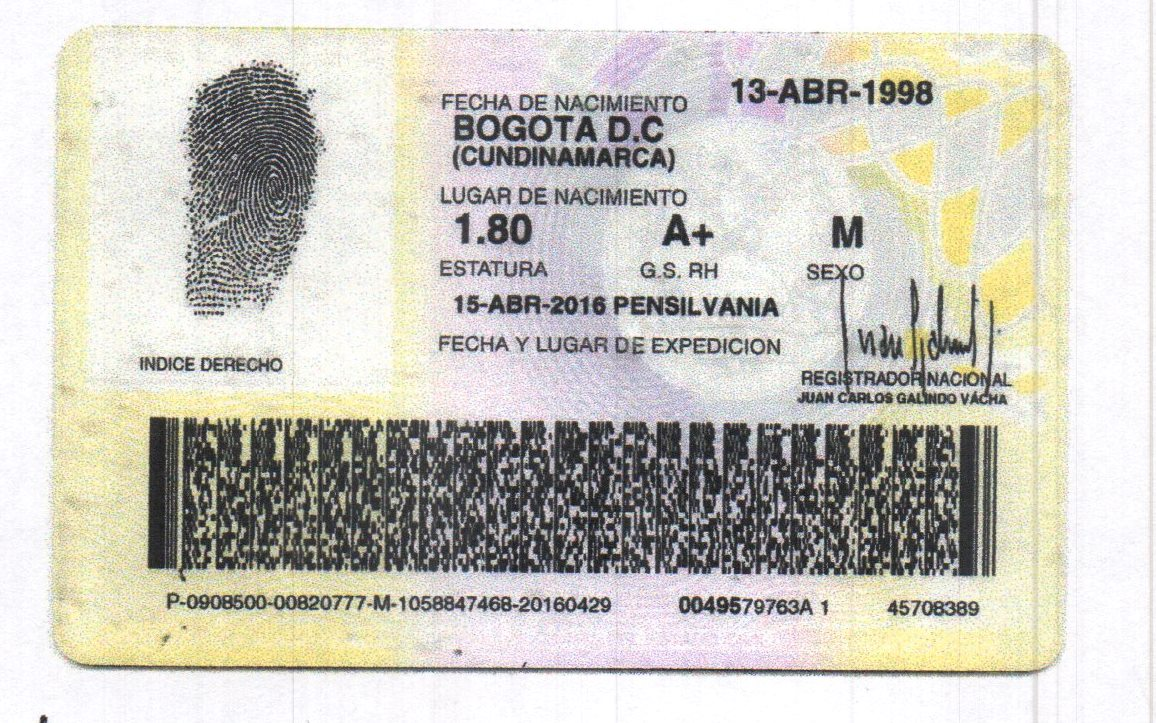 13-ABR-1998
FECHA DE NACIMIENTO
BOGOTA D.C
(CUNDINAMARCA)
LUGAR DE NACIMIENTO
1.80 A+ M
ESTATURA G.S. RH SEXO
15-ABR-2016 PENSILVANIA
FECHA Y LUGAR DE EXPEDICION
INDICE DERECHO
REGISTRADOR NACIONAL
JUAN CARLOS GALINDO VÁCHA
P-0908500-00820777-M-1058847468-20160429 0049579763A 1 45708389